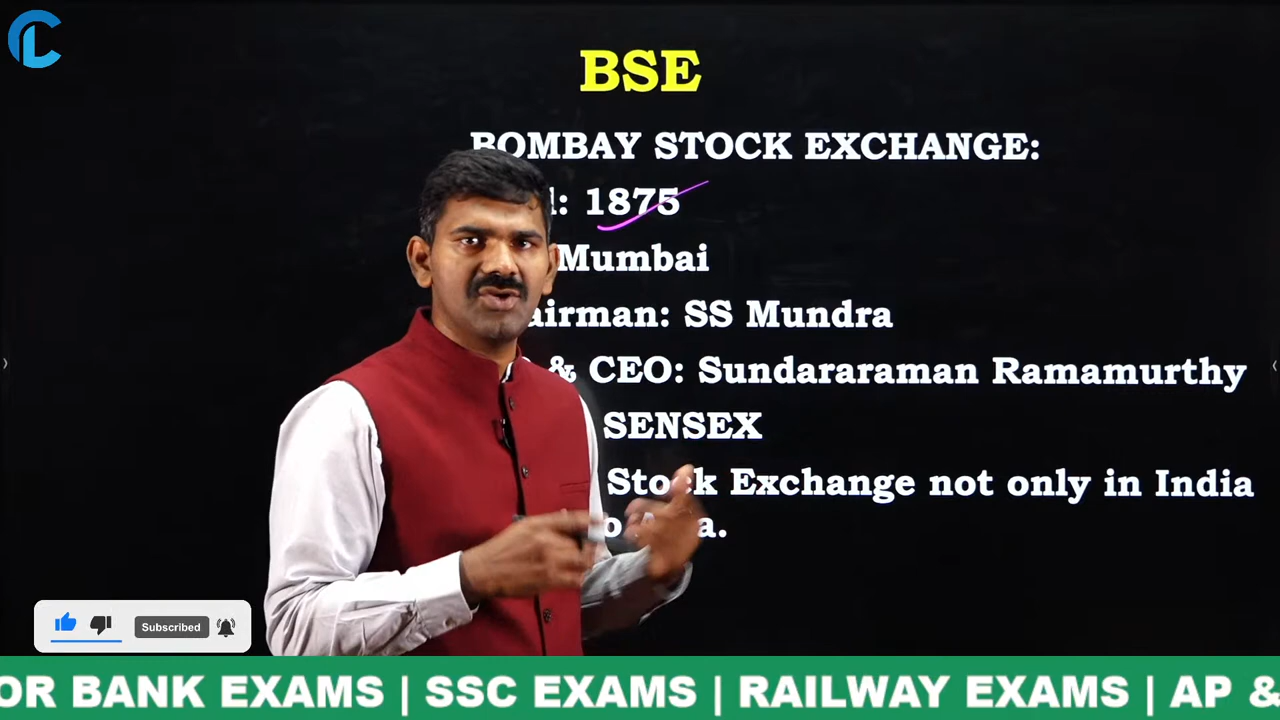 BSE
BOMBAY STOCK EXCHANGE:
: 1875
Mumbai
airman: SS Mundra
& CEO: Sundararaman Ramamurthy
SENSEX
Stock Exchange not only in India
Subscribed
OR BANK EXAMS | SSC EXAMS | RAILWAY EXAMS | AP &